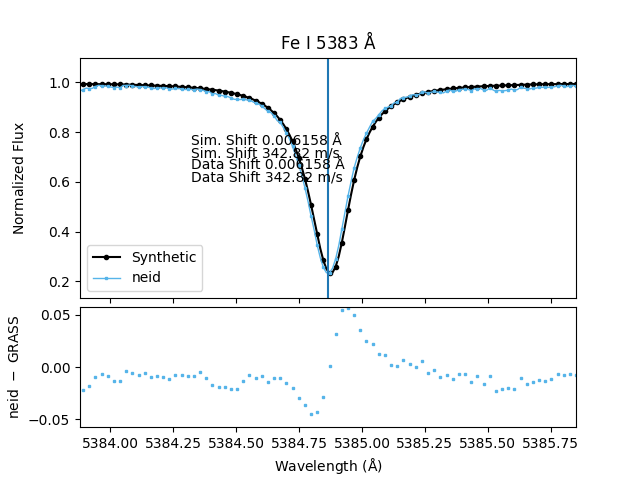 Fe I 5383 Å
Normalized Flux
1.0
0.8
0.6
0.4
0.2
Sim. Shift 0.006158 Å
Sim. Shift 342.82 m/s
Data Shift 0.006158 Å
Data Shift 342.82 m/s
Synthetic
neid
neid − GRASS
0.05
0.00
−0.05
5384.00 5384.25 5384.50 5384.75 5385.00 5385.25 5385.50 5385.75
Wavelength (Å)